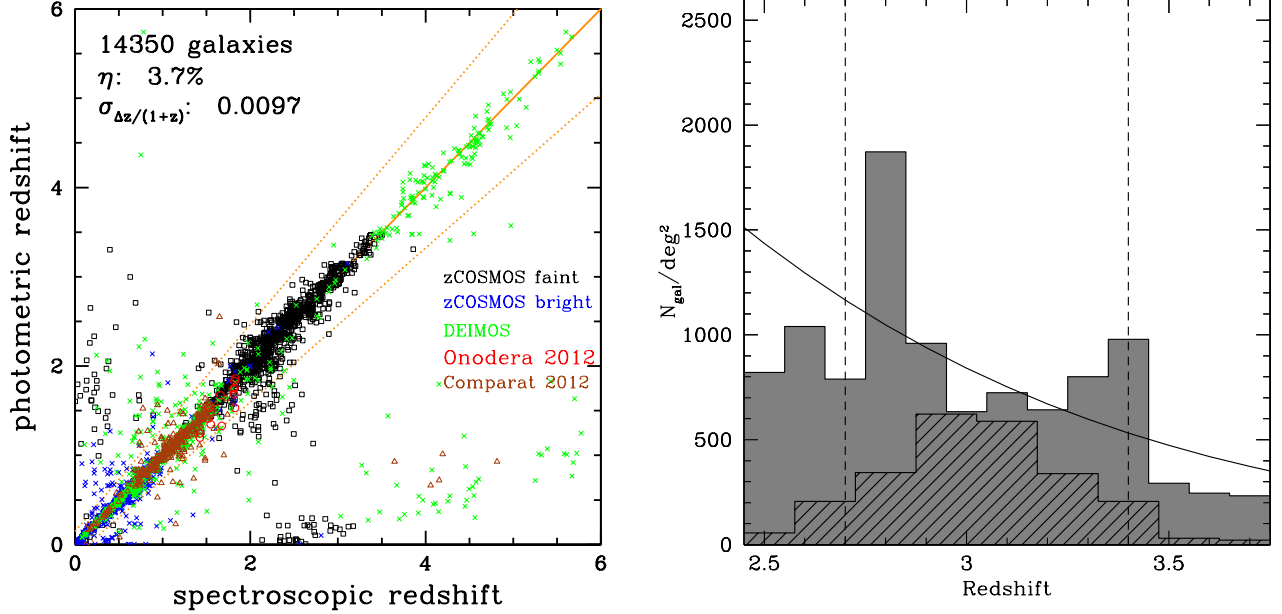 14350 galaxies
η: 3.7%
σΔz/(1+z): 0.0097
photometric redshift
6
4
2
0
zCOSMOS faint
zCOSMOS bright
DEIMOS
Onodera 2012
Comparat 2012
0 2 4 6
spectroscopic redshift
Ngal/deg²
2500
2000
1500
1000
500
0
2.5 3 3.5
Redshift